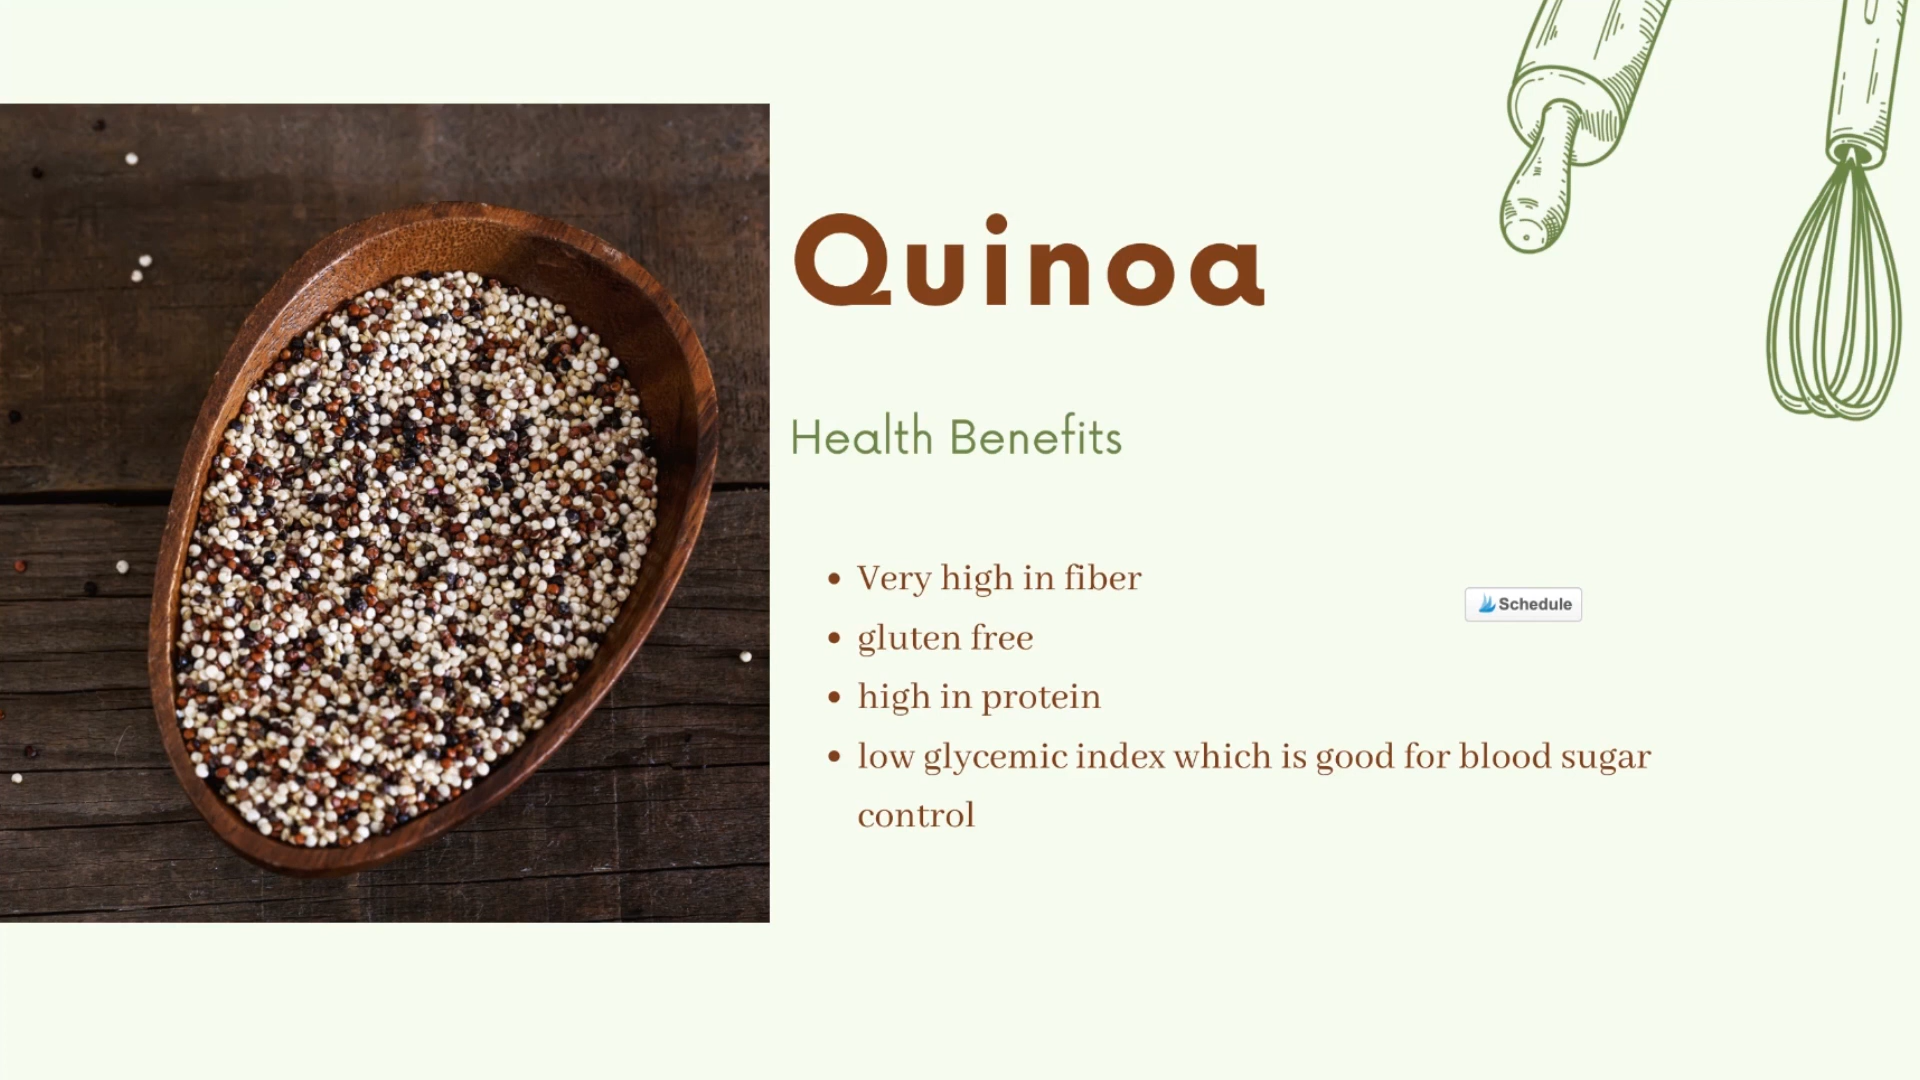 Quinoa
Health Benefits
• Very high in fiber
• gluten free
• high in protein
• low glycemic index which is good for blood sugar
control
Schedule